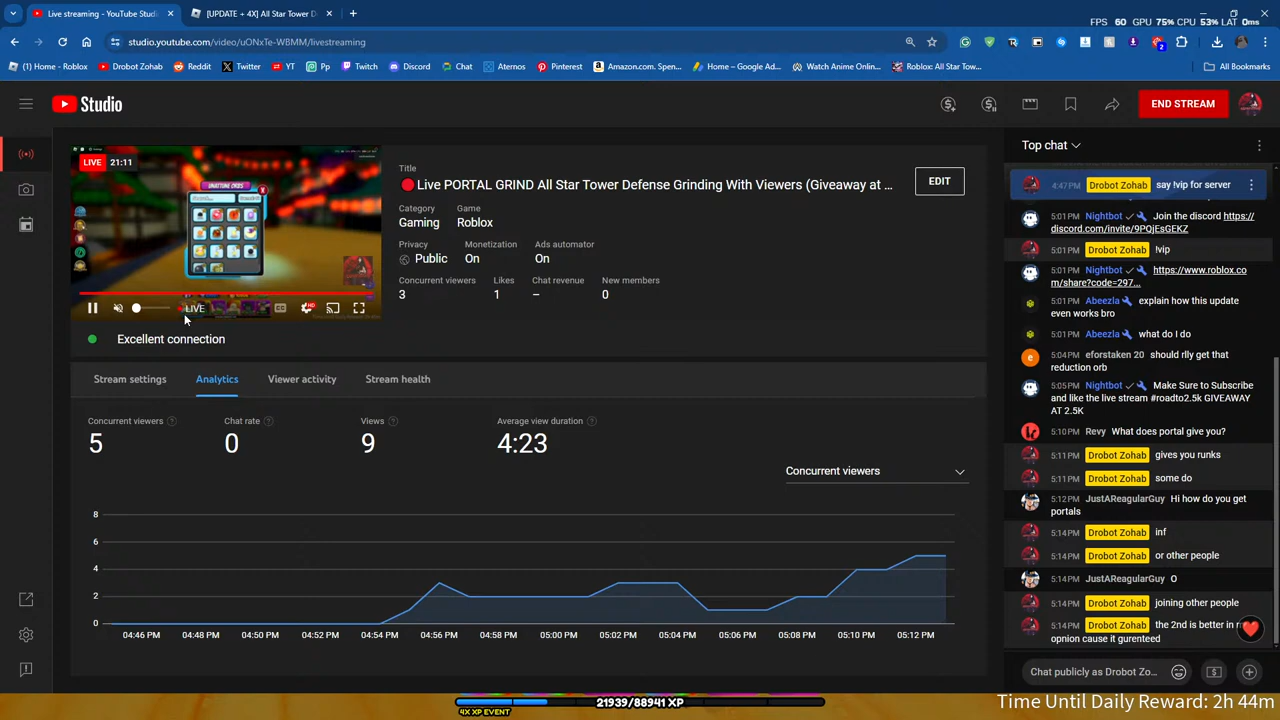 Live streaming - YouTube Studi
[UPDATE + 4X] All Star Tower D
FPS 60 GPU 75% CPU 53% LAT 0ms
studio.youtube.com/video/uONxTe-WBMM/livestreaming
(1) Home - Roblox
Drobot Zohab
Reddit
Twitter
YT
Pp
Twitch
Discord
Chat
Aternos
Pinterest
Amazon.com. Spen...
Home – Google Ad...
Watch Anime Onlin...
Roblox: All Star Tow...
All Bookmarks
Studio
END STREAM
LIVE 21:11
LIVE
Excellent connection
Title
Live PORTAL GRIND All Star Tower Defense Grinding With Viewers (Giveaway at ...
EDIT
Category Game
Gaming Roblox
Privacy Monetization Ads automator
Public On On
Concurrent viewers Likes Chat revenue New members
3 1 – 0
Stream settings Analytics Viewer activity Stream health
Concurrent viewers Chat rate Views Average view duration
5 0 9 4:23
Concurrent viewers
8
6
4
2
0
04:46 PM 04:48 PM 04:50 PM 04:52 PM 04:54 PM 04:56 PM 04:58 PM 05:00 PM 05:02 PM 05:04 PM 05:06 PM 05:08 PM 05:10 PM 05:12 PM
Top chat
4:47 PM Drobot Zohab say !vip for server
5:01 PM Nightbot Join the discord https://
discord.com/invite/9PQjEsGEKZ
5:01 PM Drobot Zohab !vip
5:01 PM Nightbot https://www.roblox.co
m/share?code=297...
5:01 PM Abeezla explain how this update
even works bro
5:01 PM Abeezla what do I do
5:04 PM eforstaken 20 should rlly get that
reduction orb
5:05 PM Nightbot Make Sure to Subscribe
and like the live stream #roadto2.5k GIVEAWAY
AT 2.5K
5:10 PM Revy What does portal give you?
5:11 PM Drobot Zohab gives you runks
5:11 PM Drobot Zohab some do
5:12 PM JustAReagularGuy Hi how do you get
portals
5:14 PM Drobot Zohab inf
5:14 PM Drobot Zohab or other people
5:14 PM JustAReagularGuy O
5:14 PM Drobot Zohab joining other people
5:14 PM Drobot Zohab the 2nd is better in
opnion cause it gurenteed
Chat publicly as Drobot Zo...
4X XP EVENT
21939/88941 XP
Time Until Daily Reward: 2h 44m